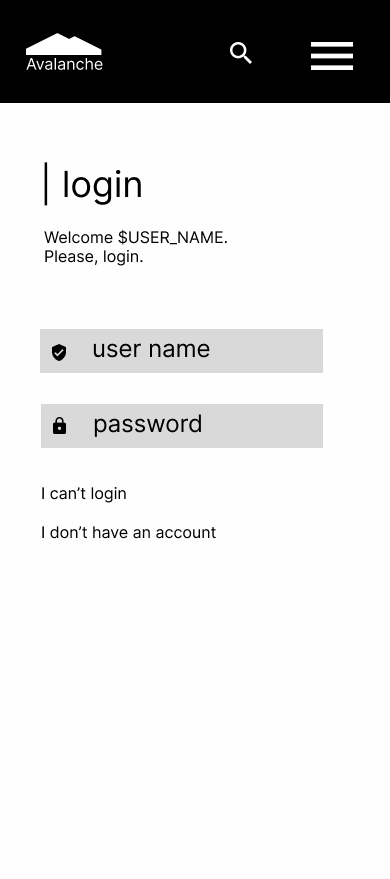 Avalanche
| login
Welcome $USER_NAME.
Please, login.
user name
password
I can’t login
I don’t have an account